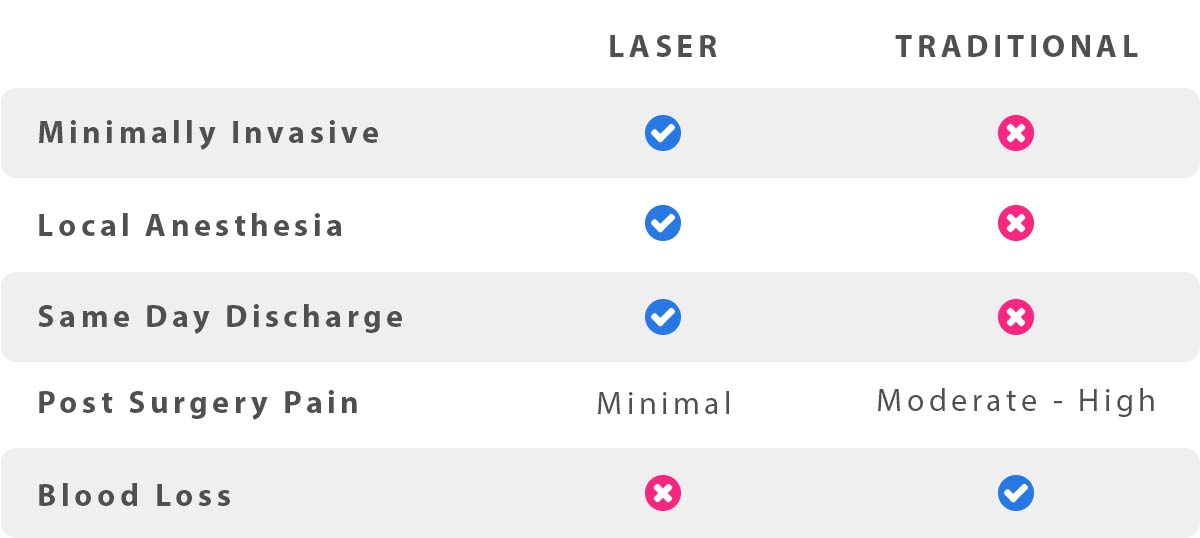 LASER TRADITIONAL
Minimally Invasive
Local Anesthesia
Same Day Discharge
Post Surgery Pain Minimal Moderate - High
Blood Loss